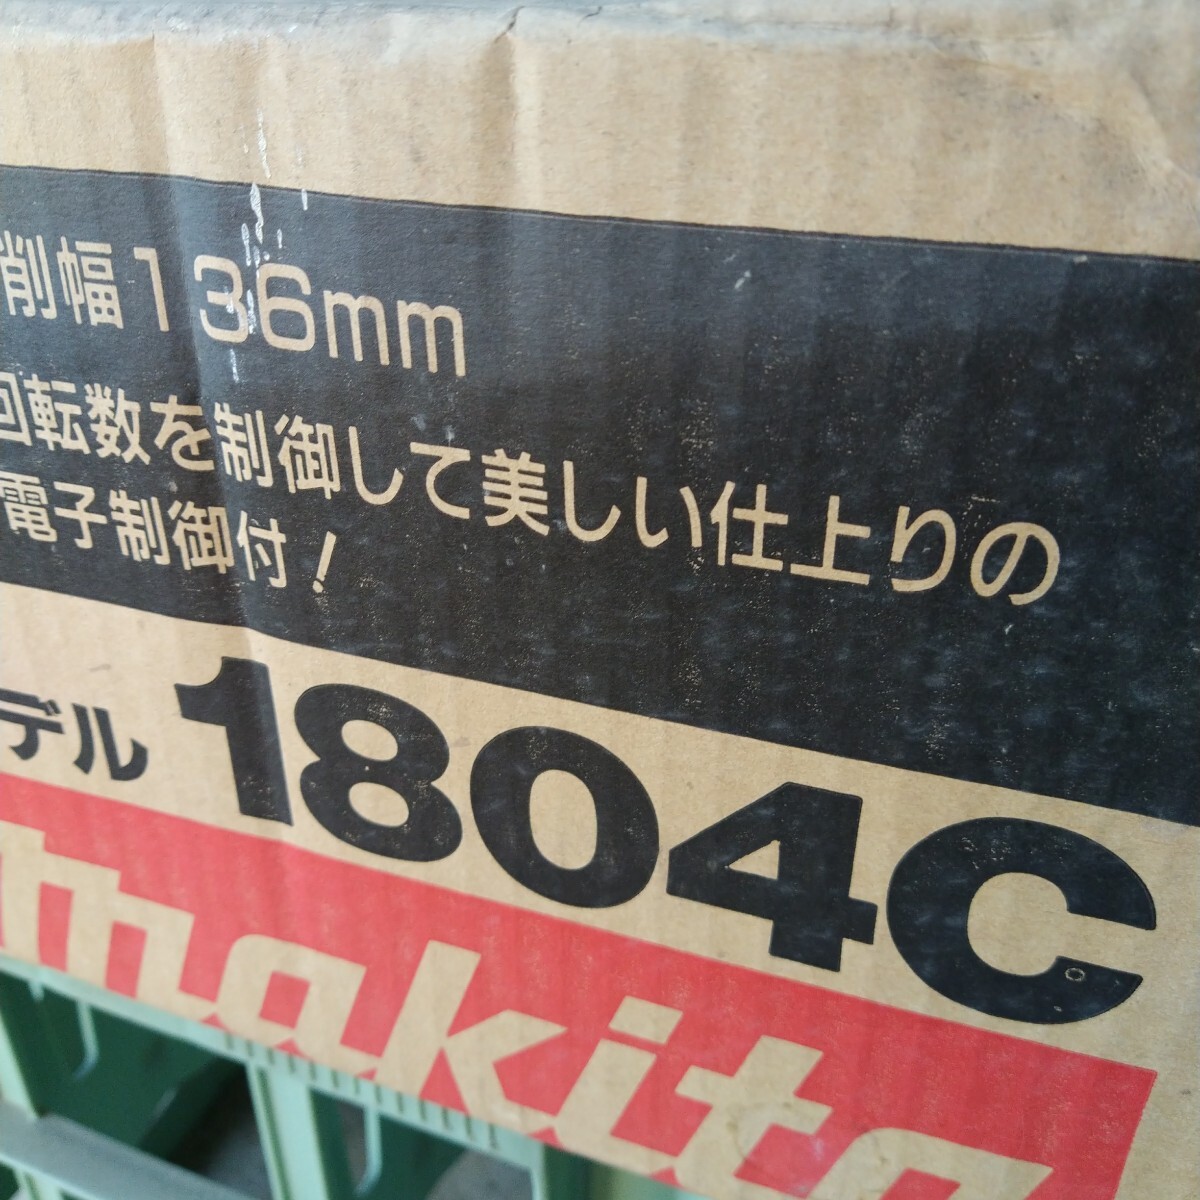 削幅136mm
回転数を制御して美しい仕上りの
電子制御付!
デル 1804C
makita